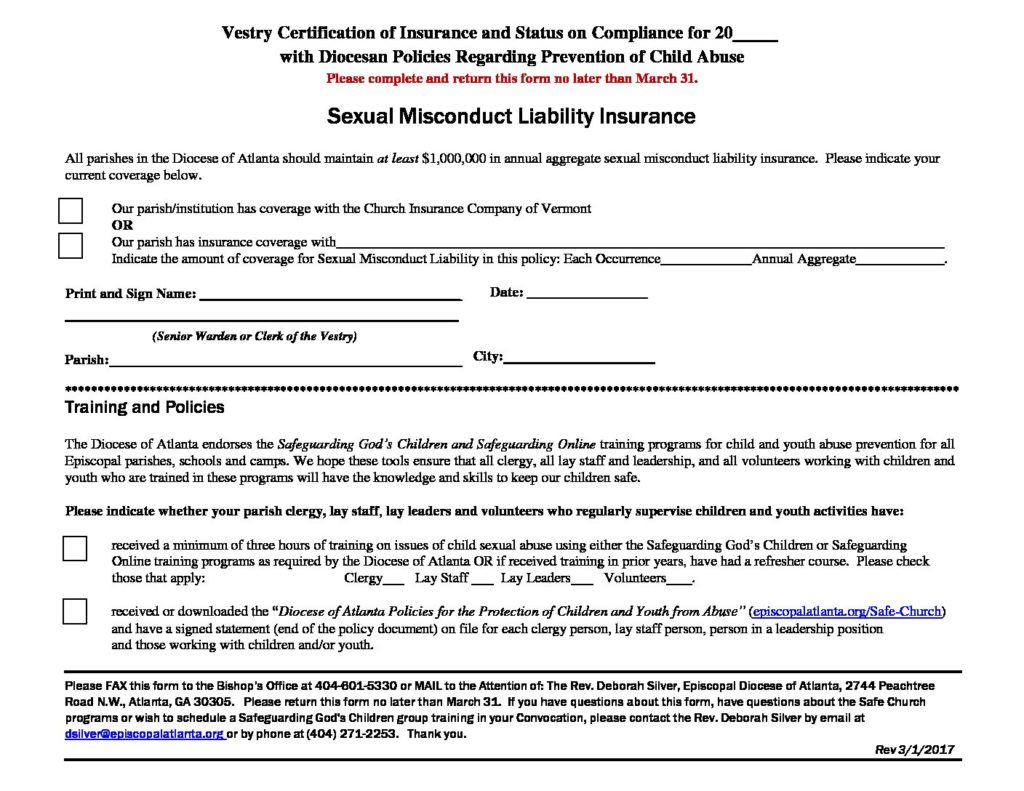 Vestry Certification of Insurance and Status on Compliance for 20_____
with Diocesan Policies Regarding Prevention of Child Abuse
Please complete and return this form no later than March 31.
Sexual Misconduct Liability Insurance
All parishes in the Diocese of Atlanta should maintain at least $1,000,000 in annual aggregate sexual misconduct liability insurance. Please indicate your
current coverage below.
Our parish/institution has coverage with the Church Insurance Company of Vermont
OR
Our parish has insurance coverage with____________________
Indicate the amount of coverage for Sexual Misconduct Liability in this policy: Each Occurrence_____________Annual Aggregate_____________.
Print and Sign Name: ____________________ Date: _______________
____________________
(Senior Warden or Clerk of the Vestry)
Parish:____________________ City:____________________
********************************************************************************
Training and Policies
The Diocese of Atlanta endorses the Safeguarding God's Children and Safeguarding Online training programs for child and youth abuse prevention for all
Episcopal parishes, schools and camps. We hope these tools ensure that all clergy, all lay staff and leadership, and all volunteers working with children and
youth who are trained in these programs will have the knowledge and skills to keep our children safe.
Please indicate whether your parish clergy, lay staff, lay leaders and volunteers who regularly supervise children and youth activities have:
received a minimum of three hours of training on issues of child sexual abuse using either the Safeguarding God's Children or Safeguarding
Online training programs as required by the Diocese of Atlanta OR if received training in prior years, have had a refresher course. Please check
those that apply: Clergy___ Lay Staff ___ Lay Leaders___ Volunteers____.
received or downloaded the "Diocese of Atlanta Policies for the Protection of Children and Youth from Abuse" (episcopalatlanta.org/Safe-Church)
and have a signed statement (end of the policy document) on file for each clergy person, lay staff person, person in a leadership position
and those working with children and/or youth.
Please FAX this form to the Bishop's Office at 404-601-5330 or MAIL to the Attention of: The Rev. Deborah Silver, Episcopal Diocese of Atlanta, 2744 Peachtree
Road N.W., Atlanta, GA 30305. Please return this form no later than March 31. If you have questions about this form, have questions about the Safe Church
programs or wish to schedule a Safeguarding God's Children group training in your Convocation, please contact the Rev. Deborah Silver by email at
dsilver@episcopalatlanta.org or by phone at (404) 271-2253. Thank you.
Rev 3/1/2017